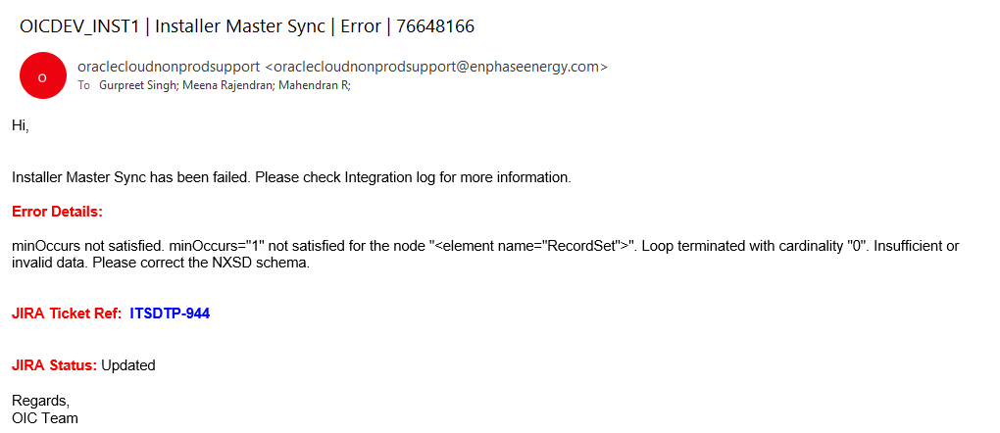 OICDEV_INST1 | Installer Master Sync | Error | 76648166
O
oraclecloudnonprodsupport <oraclecloudnonprodsupport@enphaseenergy.com>
To Gurpreet Singh; Meena Rajendran; Mahendran R;
Hi,
Installer Master Sync has been failed. Please check Integration log for more information.
Error Details:
minOccurs not satisfied. minOccurs="1" not satisfied for the node "<element name="RecordSet">". Loop terminated with cardinality "0". Insufficient or
invalid data. Please correct the NXSD schema.
JIRA Ticket Ref: ITSDTP-944
JIRA Status: Updated
Regards,
OIC Team